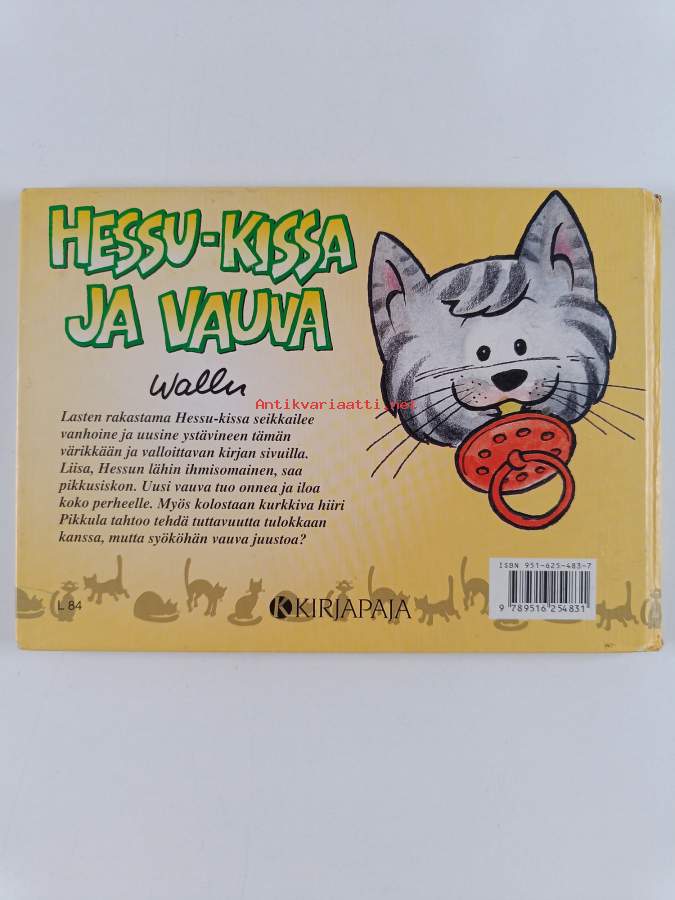 HESSU-KISSA
JA VAUVA
Wallu
Antikvariaatti.net
Lasten rakastama Hessu-kissa seikkailee
vanhoine ja uusine ystävineen tämän
värikkään ja valloittavan kirjan sivuilla.
Liisa, Hessun lähin ihmisomainen, saa
pikkusiskon. Uusi vauva tuo onnea ja iloa
koko perheelle. Myös kolostaan kurkkiva hiiri
Pikkula tahtoo tehdä tuttavuutta tulokkaan
kanssa, mutta syököhän vauva juustoa?
ISBN 951-625-483-7
9 789516 254831
L 84
K KIRJAPAJA